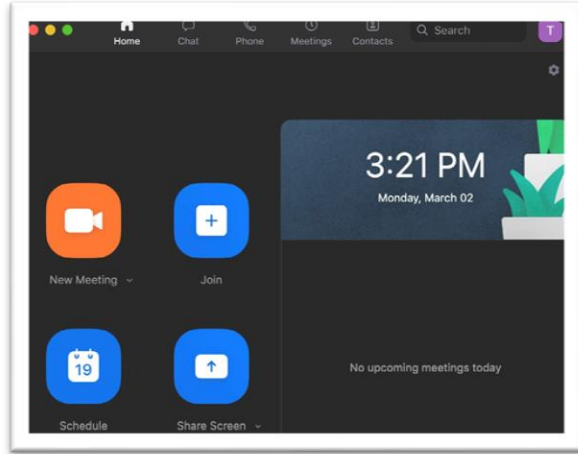 Home Chat Phone Meetings Contacts Search T
3:21 PM
Monday, March 02
New Meeting Join
19
No upcoming meetings today
Schedule Share Screen